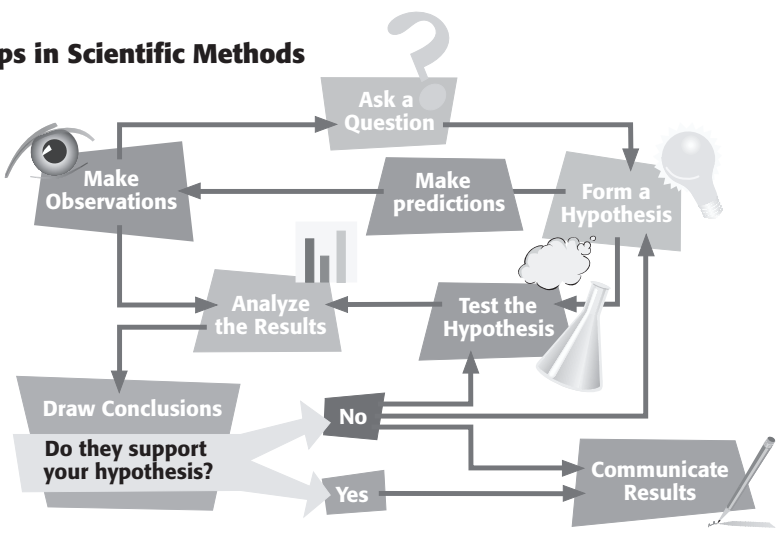 ps in Scientific Methods
Ask a
Question
Make
Observations
Make
predictions
Form a
Hypothesis
Analyze
the Results
Test the
Hypothesis
Draw Conclusions
Do they support
your hypothesis?
No
Yes
Communicate
Results